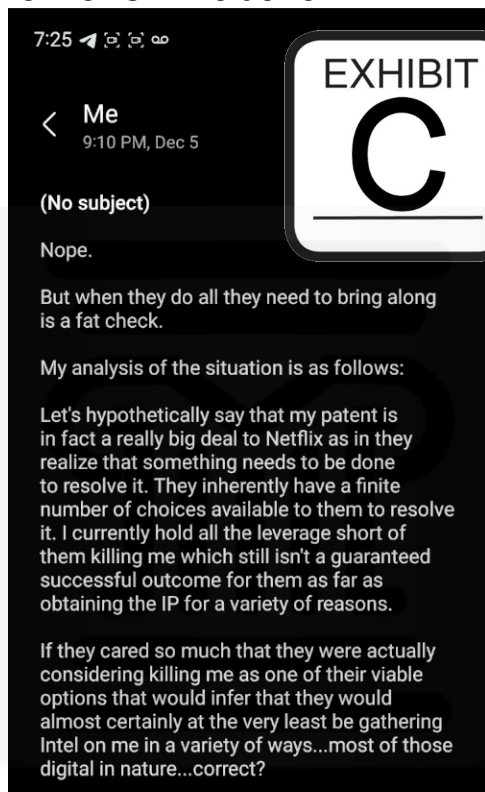 7:25
EXHIBIT
C
Me
9:10 PM, Dec 5
(No subject)
Nope.
But when they do all they need to bring along
is a fat check.
My analysis of the situation is as follows:
Let's hypothetically say that my patent is
in fact a really big deal to Netflix as in they
realize that something needs to be done
to resolve it. They inherently have a finite
number of choices available to them to resolve
it. I currently hold all the leverage short of
them killing me which still isn't a guaranteed
successful outcome for them as far as
obtaining the IP for a variety of reasons.
If they cared so much that they were actually
considering killing me as one of their viable
options that would infer that they would
almost certainly at the very least be gathering
Intel on me in a variety of ways...most of those
digital in nature...correct?